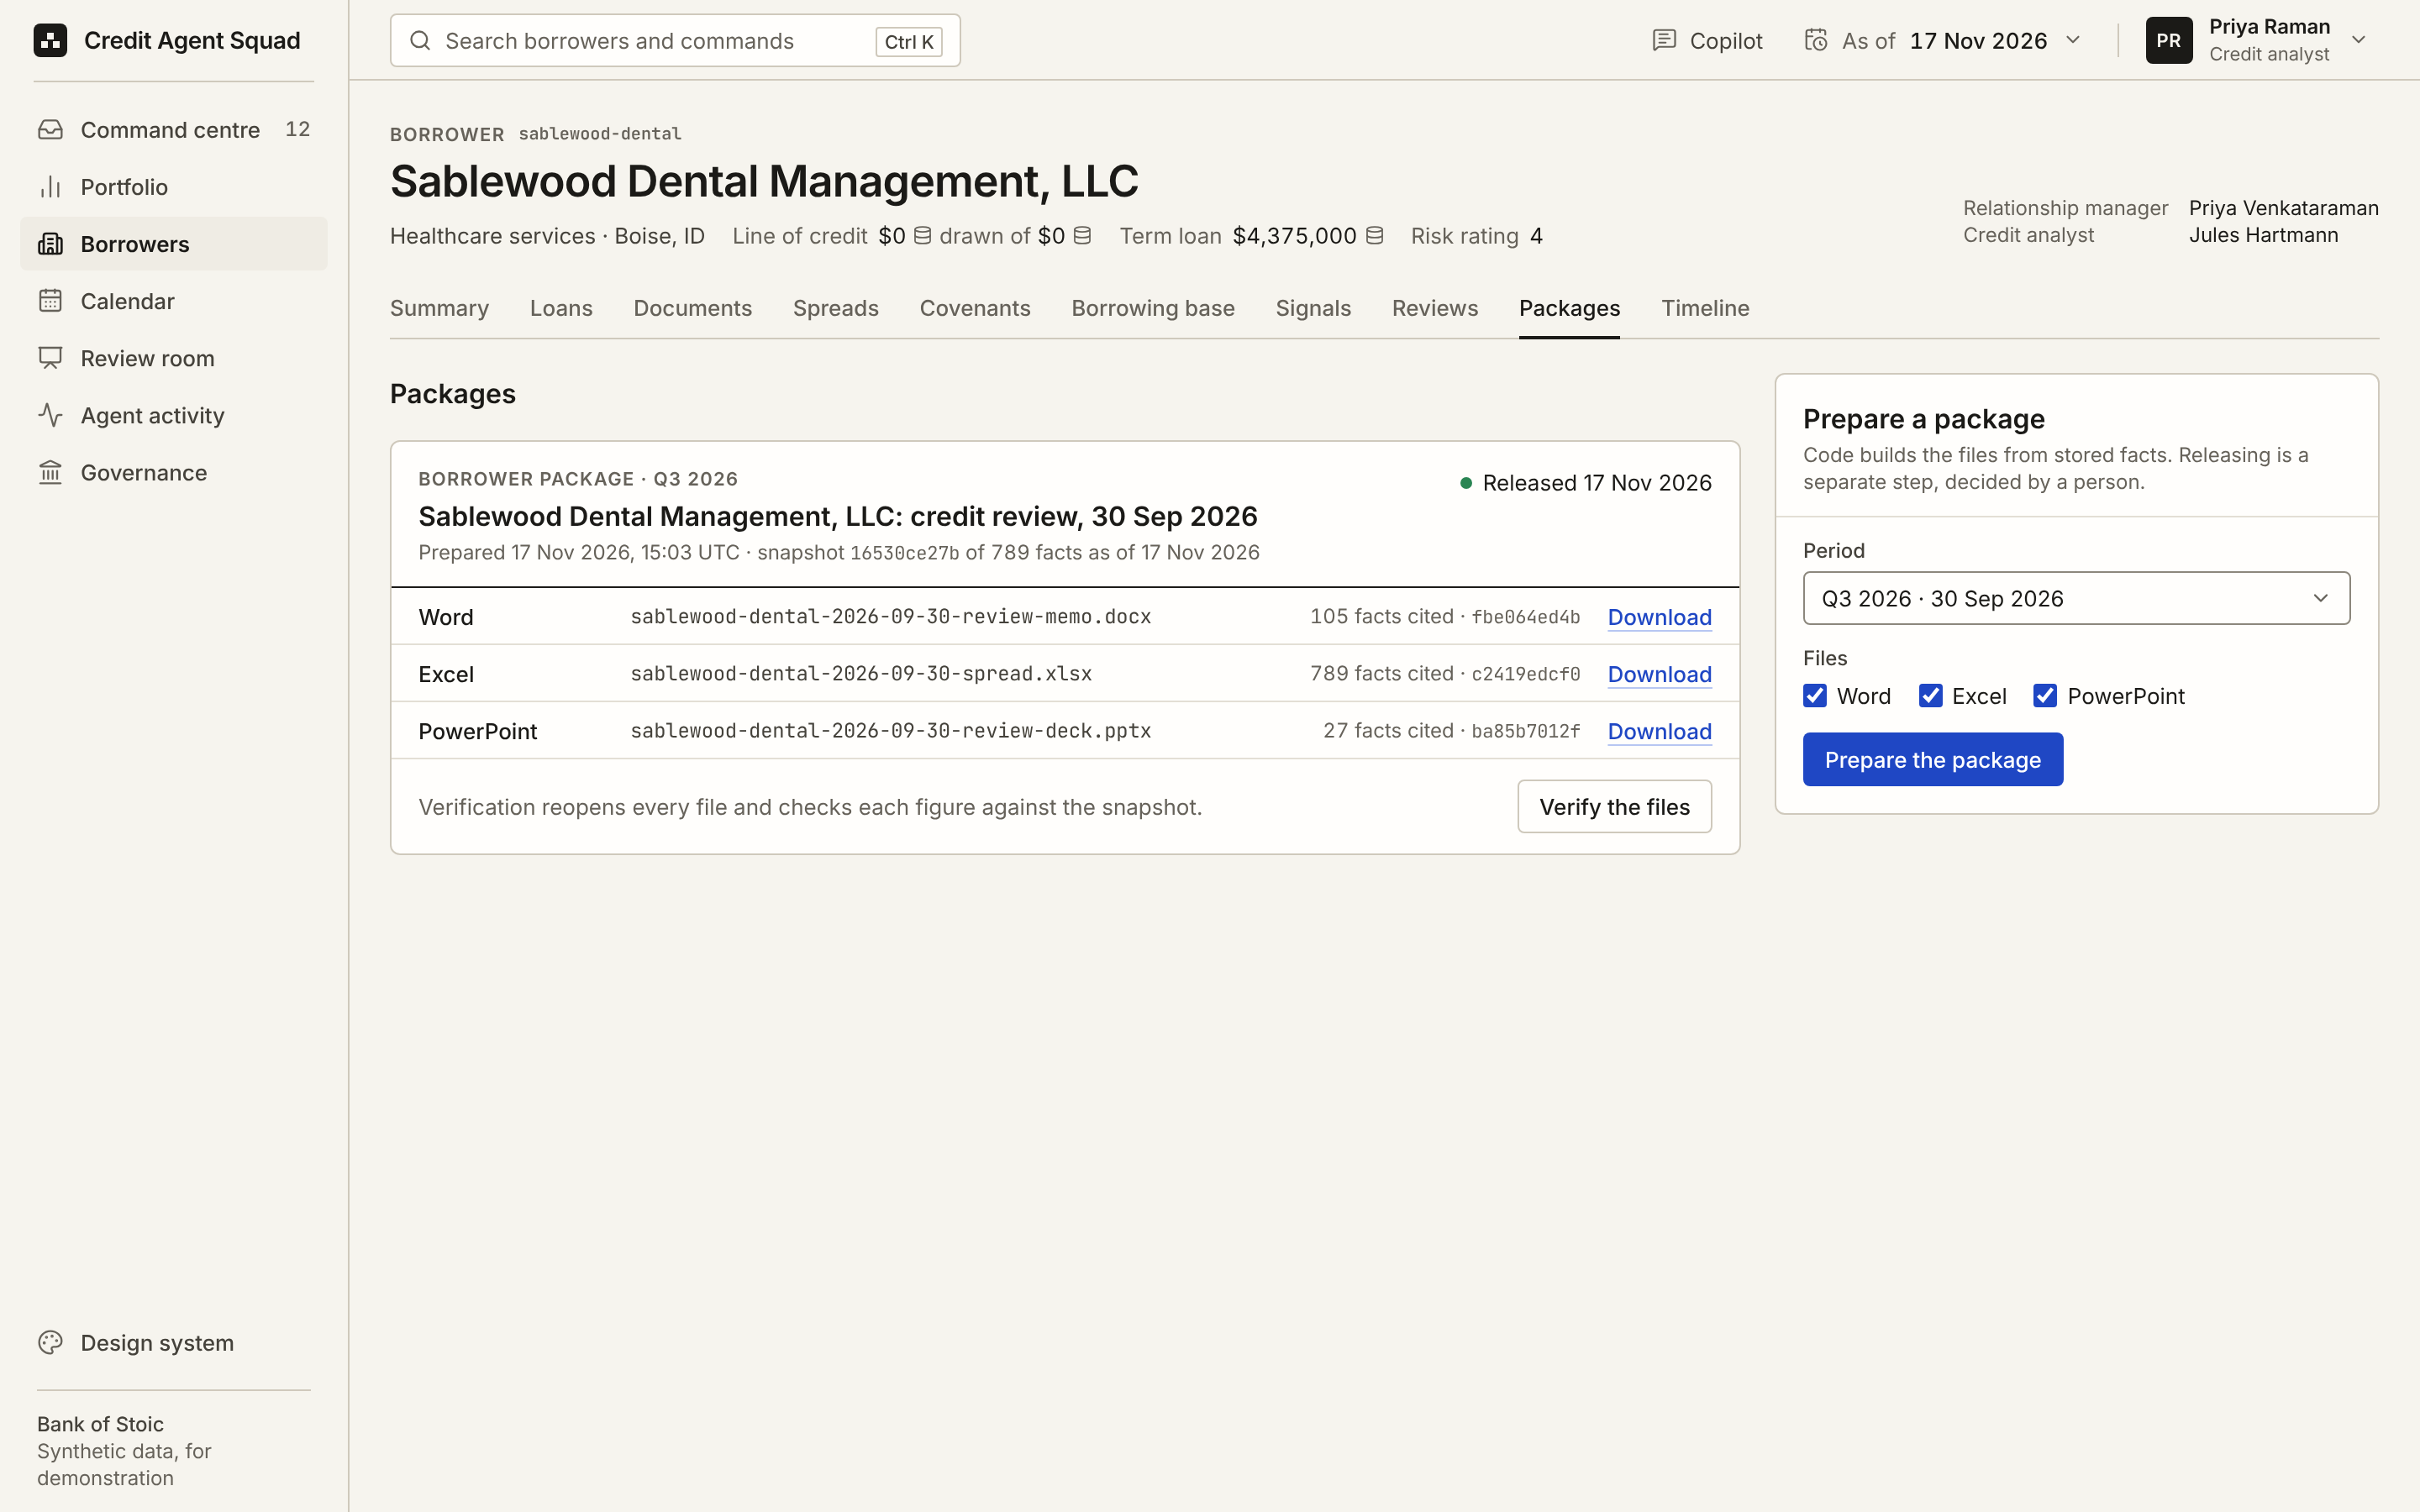 Credit Agent Squad
Command centre 12
Portfolio
Borrowers
Calendar
Review room
Agent activity
Governance
Design system
Bank of Stoic
Synthetic data, for
demonstration
Search borrowers and commands Ctrl K
Copilot
As of 17 Nov 2026
PR
Priya Raman
Credit analyst
BORROWER sablewood-dental
Sablewood Dental Management, LLC
Healthcare services · Boise, ID Line of credit $0 drawn of $0 Term loan $4,375,000 Risk rating 4
Relationship manager Priya Venkataraman
Credit analyst Jules Hartmann
Summary Loans Documents Spreads Covenants Borrowing base Signals Reviews Packages Timeline
Packages
BORROWER PACKAGE · Q3 2026
Released 17 Nov 2026
Sablewood Dental Management, LLC: credit review, 30 Sep 2026
Prepared 17 Nov 2026, 15:03 UTC · snapshot 16530ce27b of 789 facts as of 17 Nov 2026
Word sablewood-dental-2026-09-30-review-memo.docx 105 facts cited · fbe064ed4b Download
Excel sablewood-dental-2026-09-30-spread.xlsx 789 facts cited · c2419edcf0 Download
PowerPoint sablewood-dental-2026-09-30-review-deck.pptx 27 facts cited · ba85b7012f Download
Verification reopens every file and checks each figure against the snapshot. Verify the files
Prepare a package
Code builds the files from stored facts. Releasing is a
separate step, decided by a person.
Period
Q3 2026 · 30 Sep 2026
Files
Word Excel PowerPoint
Prepare the package